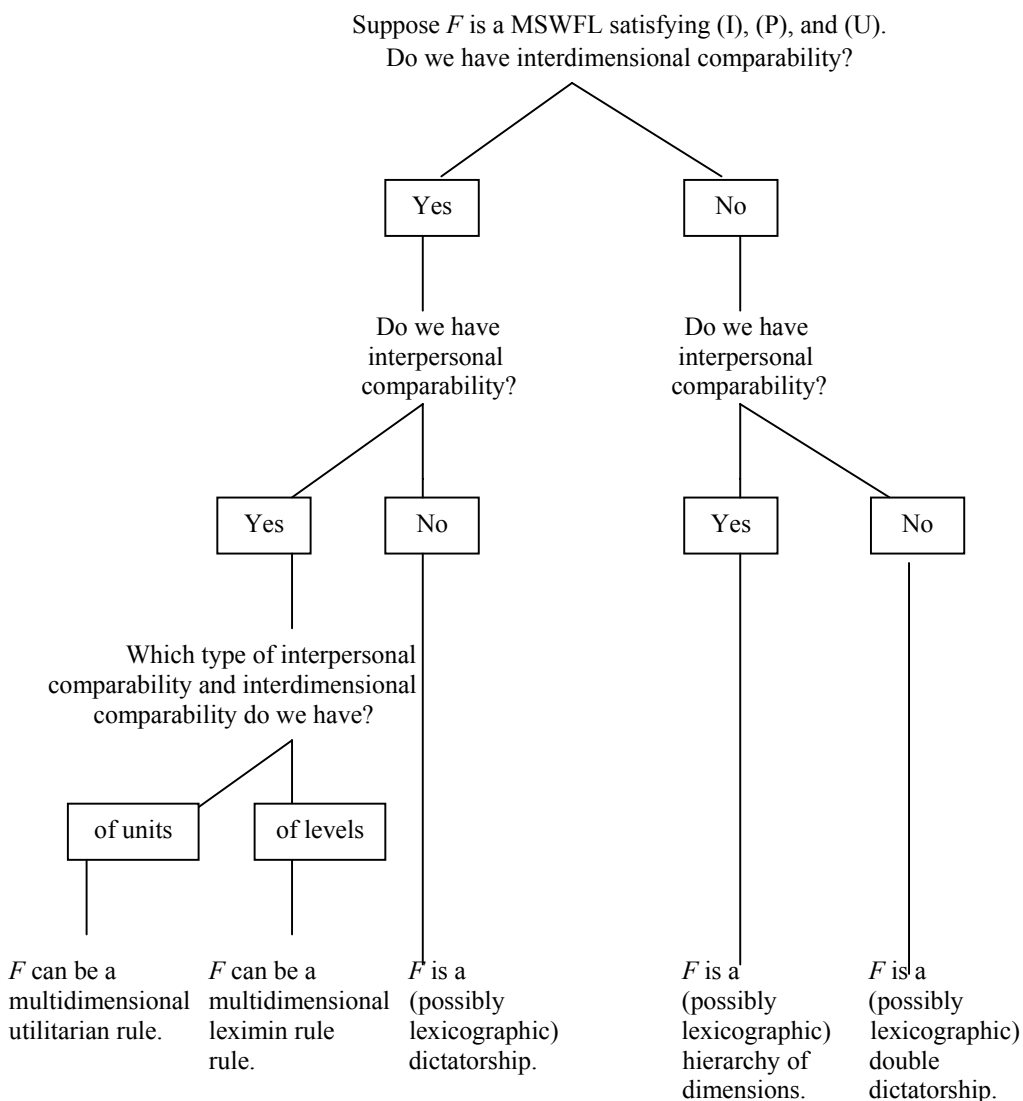 Suppose F is a MSWFL satisfying (I), (P), and (U).
Do we have interdimensional comparability?
Yes
No
Do we have
interpersonal
comparability?
Do we have
interpersonal
comparability?
Yes
No
Yes
No
Which type of interpersonal
comparability and interdimensional
comparability do we have?
of units
of levels
F can be a
multidimensional
utilitarian rule.
F can be a
multidimensional
leximin rule
rule.
F is a
(possibly
lexicographic)
dictatorship.
F is a
(possibly
lexicographic)
hierarchy of
dimensions.
F is a
(possibly
lexicographic)
double
dictatorship.